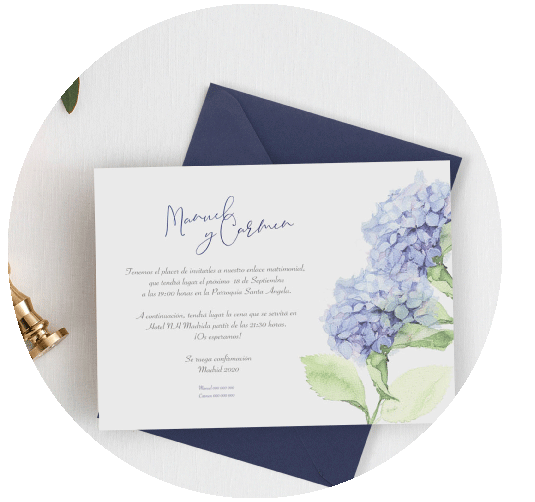 Manuel
y Carmen
Tenemos el placer de invitarles a nuestro enlace matrimonial,
que tendrá lugar el próximo 18 de Septiembre
a las 19:00 horas en la Parroquia Santa Ángela.
A continuación, tendrá lugar la cena que se servirá en
Hotel NH Madrid a partir de las 21:30 horas.
¡Os esperamos!
Se ruega confirmación
Madrid 2020
Manuel
Carmen